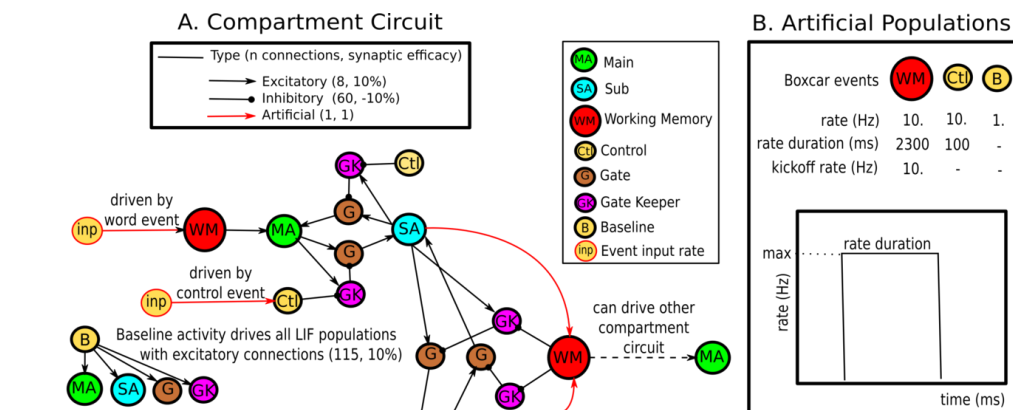 A. Compartment Circuit
Type (n connections, synaptic efficacy)
Excitatory (8, 10%)
Inhibitory (60, -10%)
Artificial (1, 1)
MA Main
SA Sub
WM Working Memory
Ctl Control
G Gate
GK Gate Keeper
B Baseline
inp Event input rate
GK
Ctl
driven by
word event
inp
WM
MA
G
SA
G
driven by
control event
inp
Ctl
GK
Baseline activity drives all LIF populations
with excitatory connections (115, 10%)
B
MA
SA
G
GK
GK
G
G
WM
GK
can drive other
compartment
circuit
MA
B. Artificial Populations
Boxcar events WM Ctl B
rate (Hz) 10. 10. 1.
rate duration (ms) 2300 100 -
kickoff rate (Hz) 10. - -
max
rate duration
rate (Hz)
time (ms)